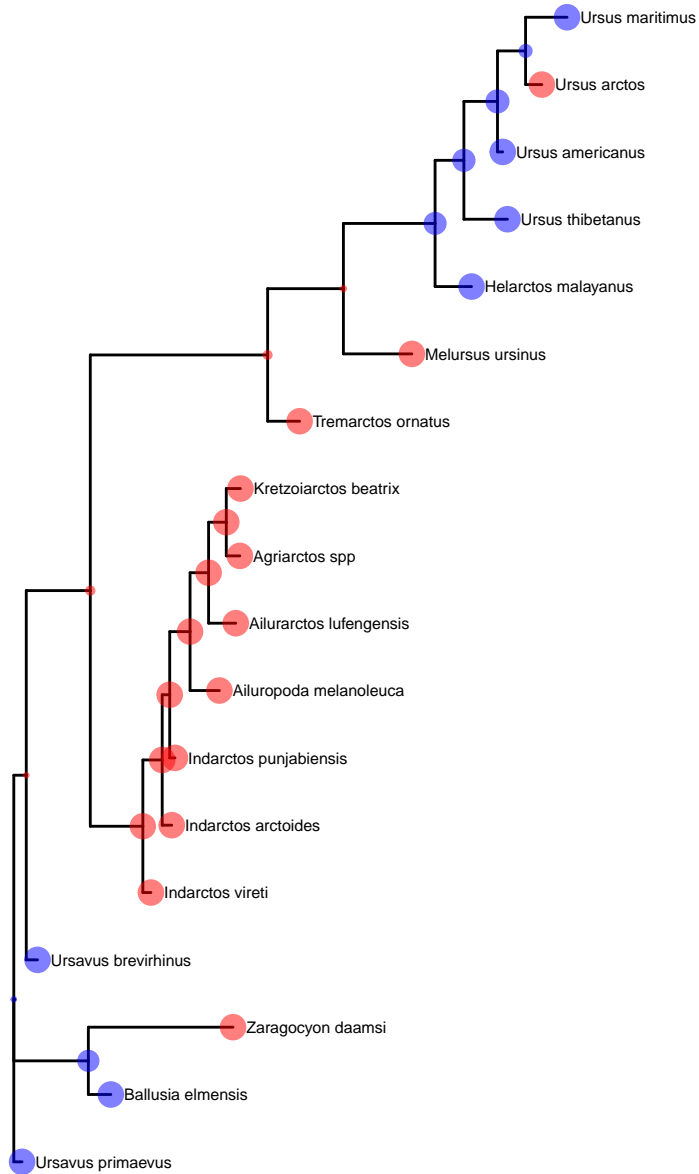 Ursus maritimus
Ursus arctos
Ursus americanus
Ursus thibetanus
Helarctos malayanus
Melursus ursinus
Tremarctos ornatus
Kretzoiarctos beatrix
Agriarctos spp
Ailurarctos lufengensis
Ailuropoda melanoleuca
Indarctos punjabiensis
Indarctos arctoides
Indarctos vireti
Ursavus brevirhinus
Zaragocyon daamsi
Ballusia elmensis
Ursavus primaevus